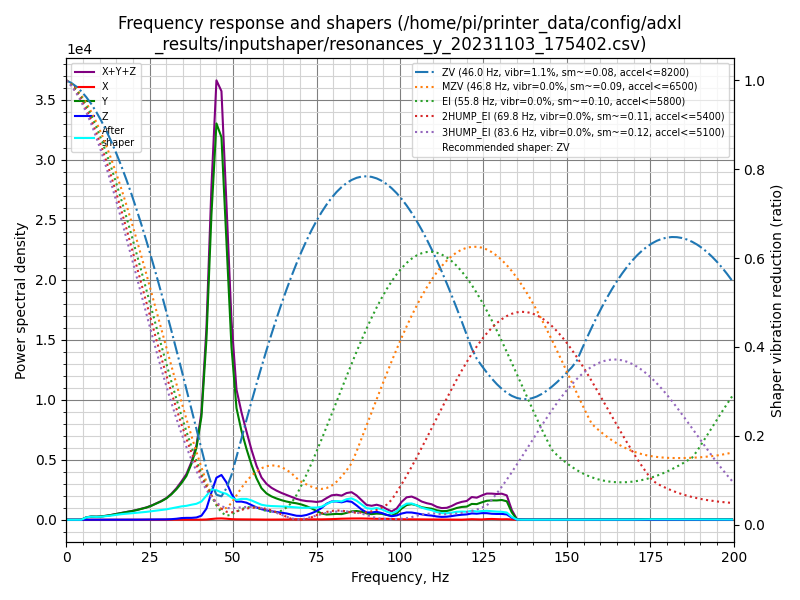 Frequency response and shapers (/home/pi/printer_data/config/adxl
_results/inputshaper/resonances_y_20231103_175402.csv)
1e4
X+Y+Z
X
Y
Z
After
shaper
ZV (46.0 Hz, vibr=1.1%, sm~=0.08, accel<=8200)
MZV (46.8 Hz, vibr=0.0%, sm~=0.09, accel<=6500)
EI (55.8 Hz, vibr=0.0%, sm~=0.10, accel<=5800)
2HUMP_EI (69.8 Hz, vibr=0.0%, sm~=0.11, accel<=5400)
3HUMP_EI (83.6 Hz, vibr=0.0%, sm~=0.12, accel<=5100)
Recommended shaper: ZV
Power spectral density
3.5
3.0
2.5
2.0
1.5
1.0
0.5
0.0
1.0
0.8
0.6
0.4
0.2
0.0
Shaper vibration reduction (ratio)
0 25 50 75 100 125 150 175 200
Frequency, Hz